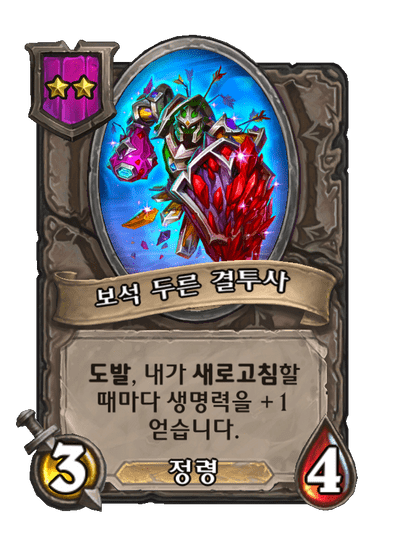 보석 두른 결투사
도발, 내가 새로고침할
때마다 생명력을 +1
얻습니다.
3
정령
4